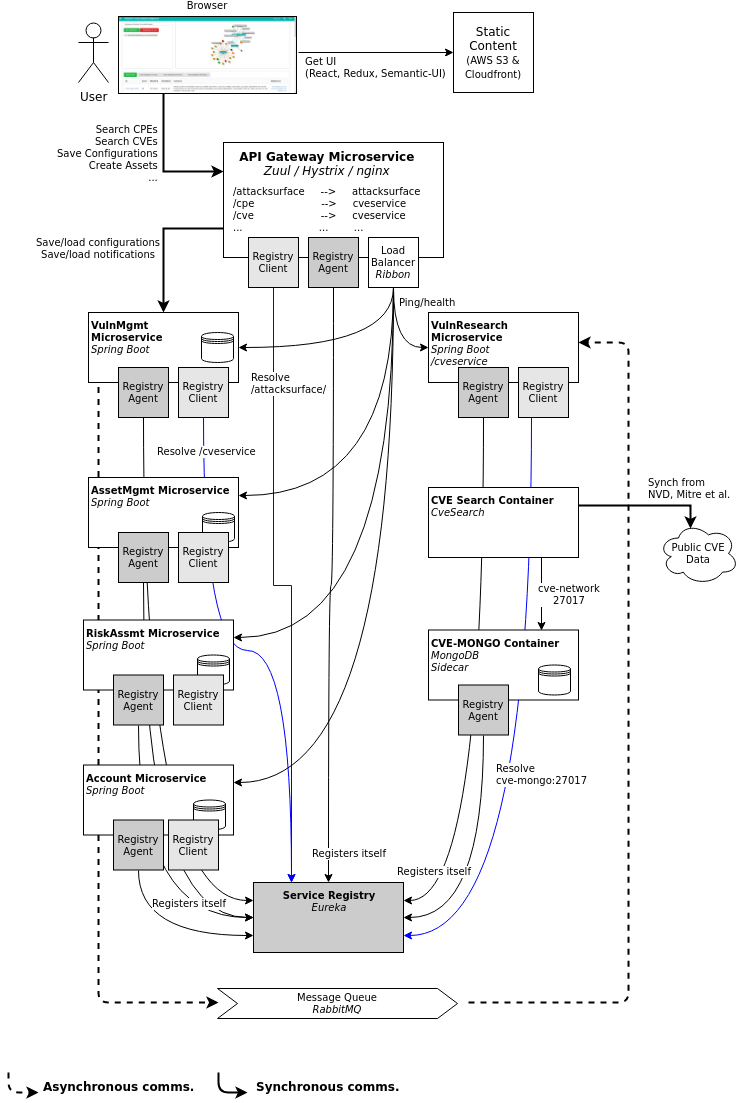 Browser
User
Get UI
(React, Redux, Semantic-UI)
Static
Content
(AWS S3 &
Cloudfront)
Search CPEs
Search CVEs
Save Configurations
Create Assets
...
API Gateway Microservice
Zuul / Hystrix / nginx
/attacksurface --> attacksurface
/cpe --> cveservice
/cve --> cveservice
... ... ...
Registry
Client
Registry
Agent
Load
Balancer
Ribbon
Save/load configurations
Save/load notifications
Ping/health
VulnMgmt
Microservice
Spring Boot
Registry
Agent
Registry
Client
Resolve
/attacksurface/
VulnResearch
Microservice
Spring Boot
/cveservice
Registry
Agent
Registry
Client
Resolve /cveservice
AssetMgmt Microservice
Spring Boot
Registry
Agent
Registry
Client
CVE Search Container
CveSearch
Synch from
NVD, Mitre et al.
Public CVE
Data
cve-network
27017
RiskAssmt Microservice
Spring Boot
Registry
Agent
Registry
Client
CVE-MONGO Container
MongoDB
Sidecar
Registry
Agent
Resolve
cve-mongo:27017
Account Microservice
Spring Boot
Registry
Agent
Registry
Client
Registers itself
Registers itself
Registers itself
Service Registry
Eureka
Message Queue
RabbitMQ
Asynchronous comms.
Synchronous comms.